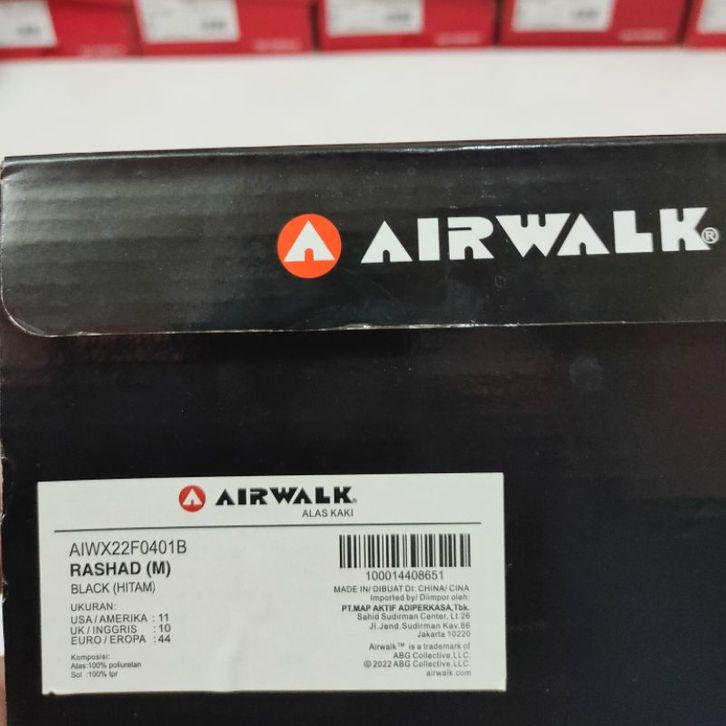 AIRWALK®
AIRWALK®
ALAS KAKI
AIWX22F0401B
RASHAD (M)
BLACK (HITAM)
UKURAN:
USA / AMERIKA : 11
UK / INGGRIS : 10
EURO / EROPA : 44
Komposisi:
Atas:100% poliuretan
Sol :100% tpr
100014408651
MADE IN/ DIBUAT DI: CHINA/ CINA
Imported by/ Diimpor oleh:
PT.MAP AKTIF ADIPERKASA,Tbk.
Sahid Sudirman Center, Lt.26
Jl.Jend.Sudirman Kav.86
Jakarta 10220
Airwalk™ is a trademark of
ABG Collective,LLC.
© 2022 ABG Collective,LLC.
airwalk.com